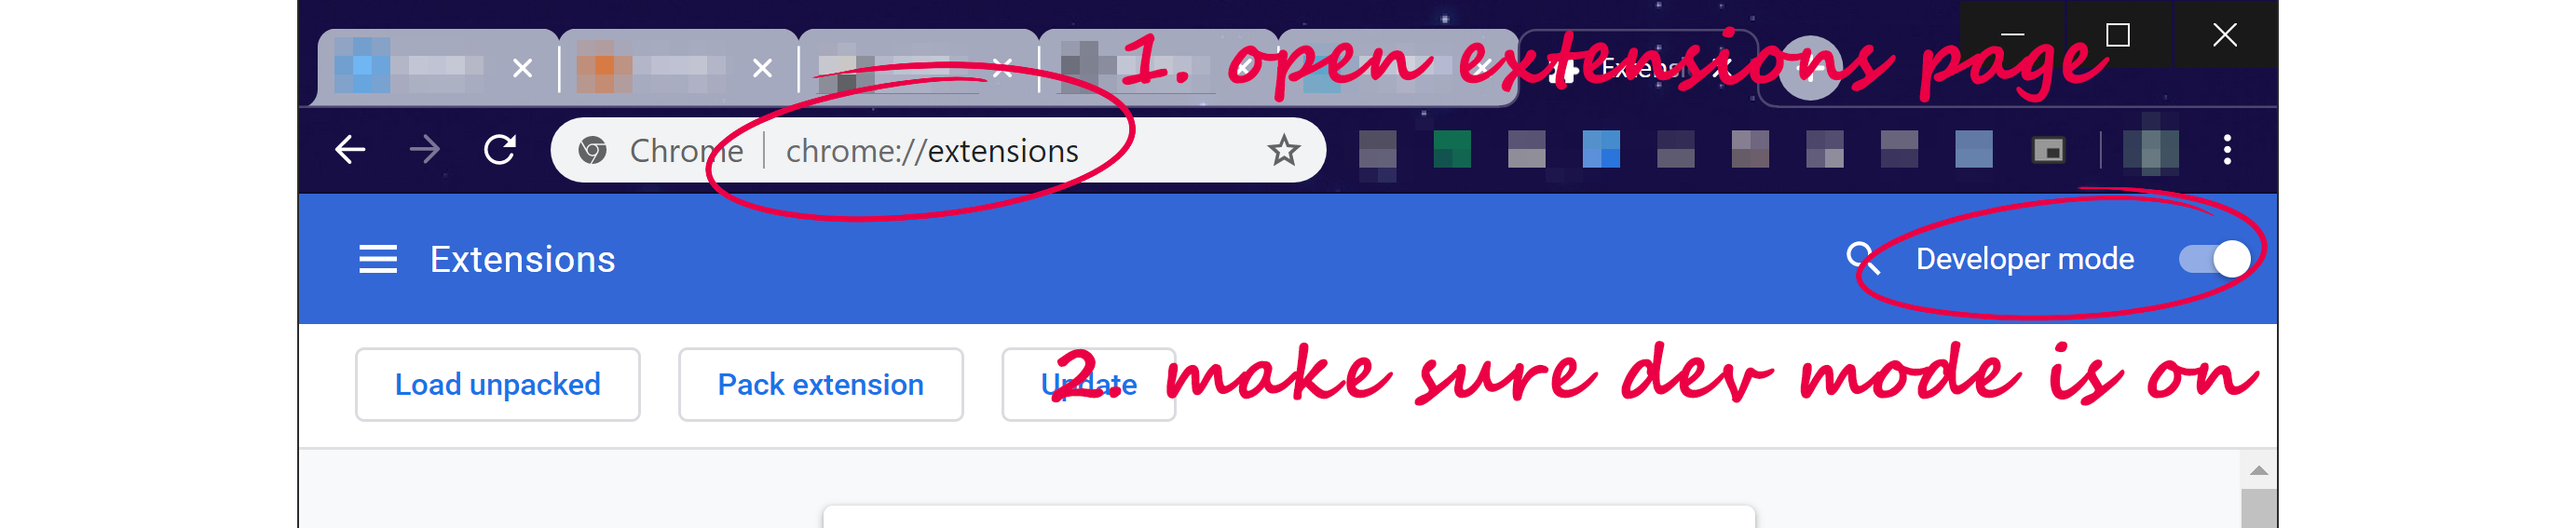 1. open extensions page
Extensi
Chrome chrome://extensions
Extensions
Developer mode
Load unpacked
Pack extension
Update
2. make sure dev mode is on